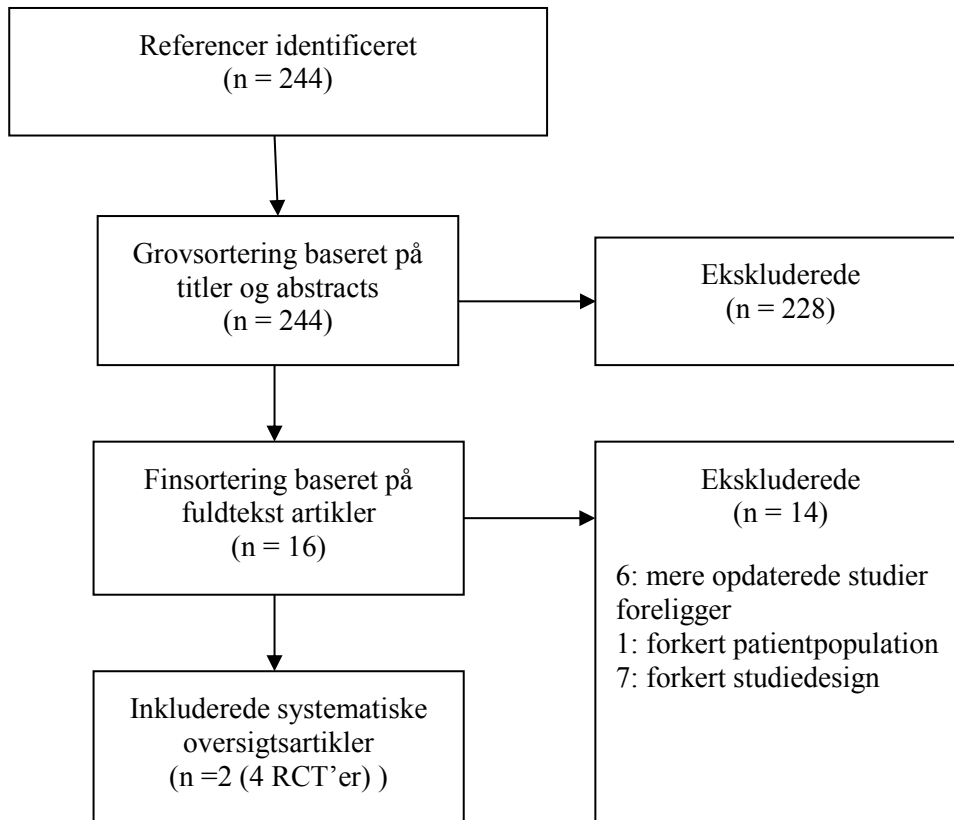 Referencer identificeret
(n = 244)
Grovsortering baseret på
titler og abstracts
(n = 244)
Ekskluderede
(n = 228)
Finsortering baseret på
fuldtekst artikler
(n = 16)
Ekskluderede
(n = 14)
6: mere opdaterede studier
foreligger
1: forkert patientpopulation
7: forkert studiedesign
Inkluderede systematiske
oversigtsartikler
(n =2 (4 RCT’er) )